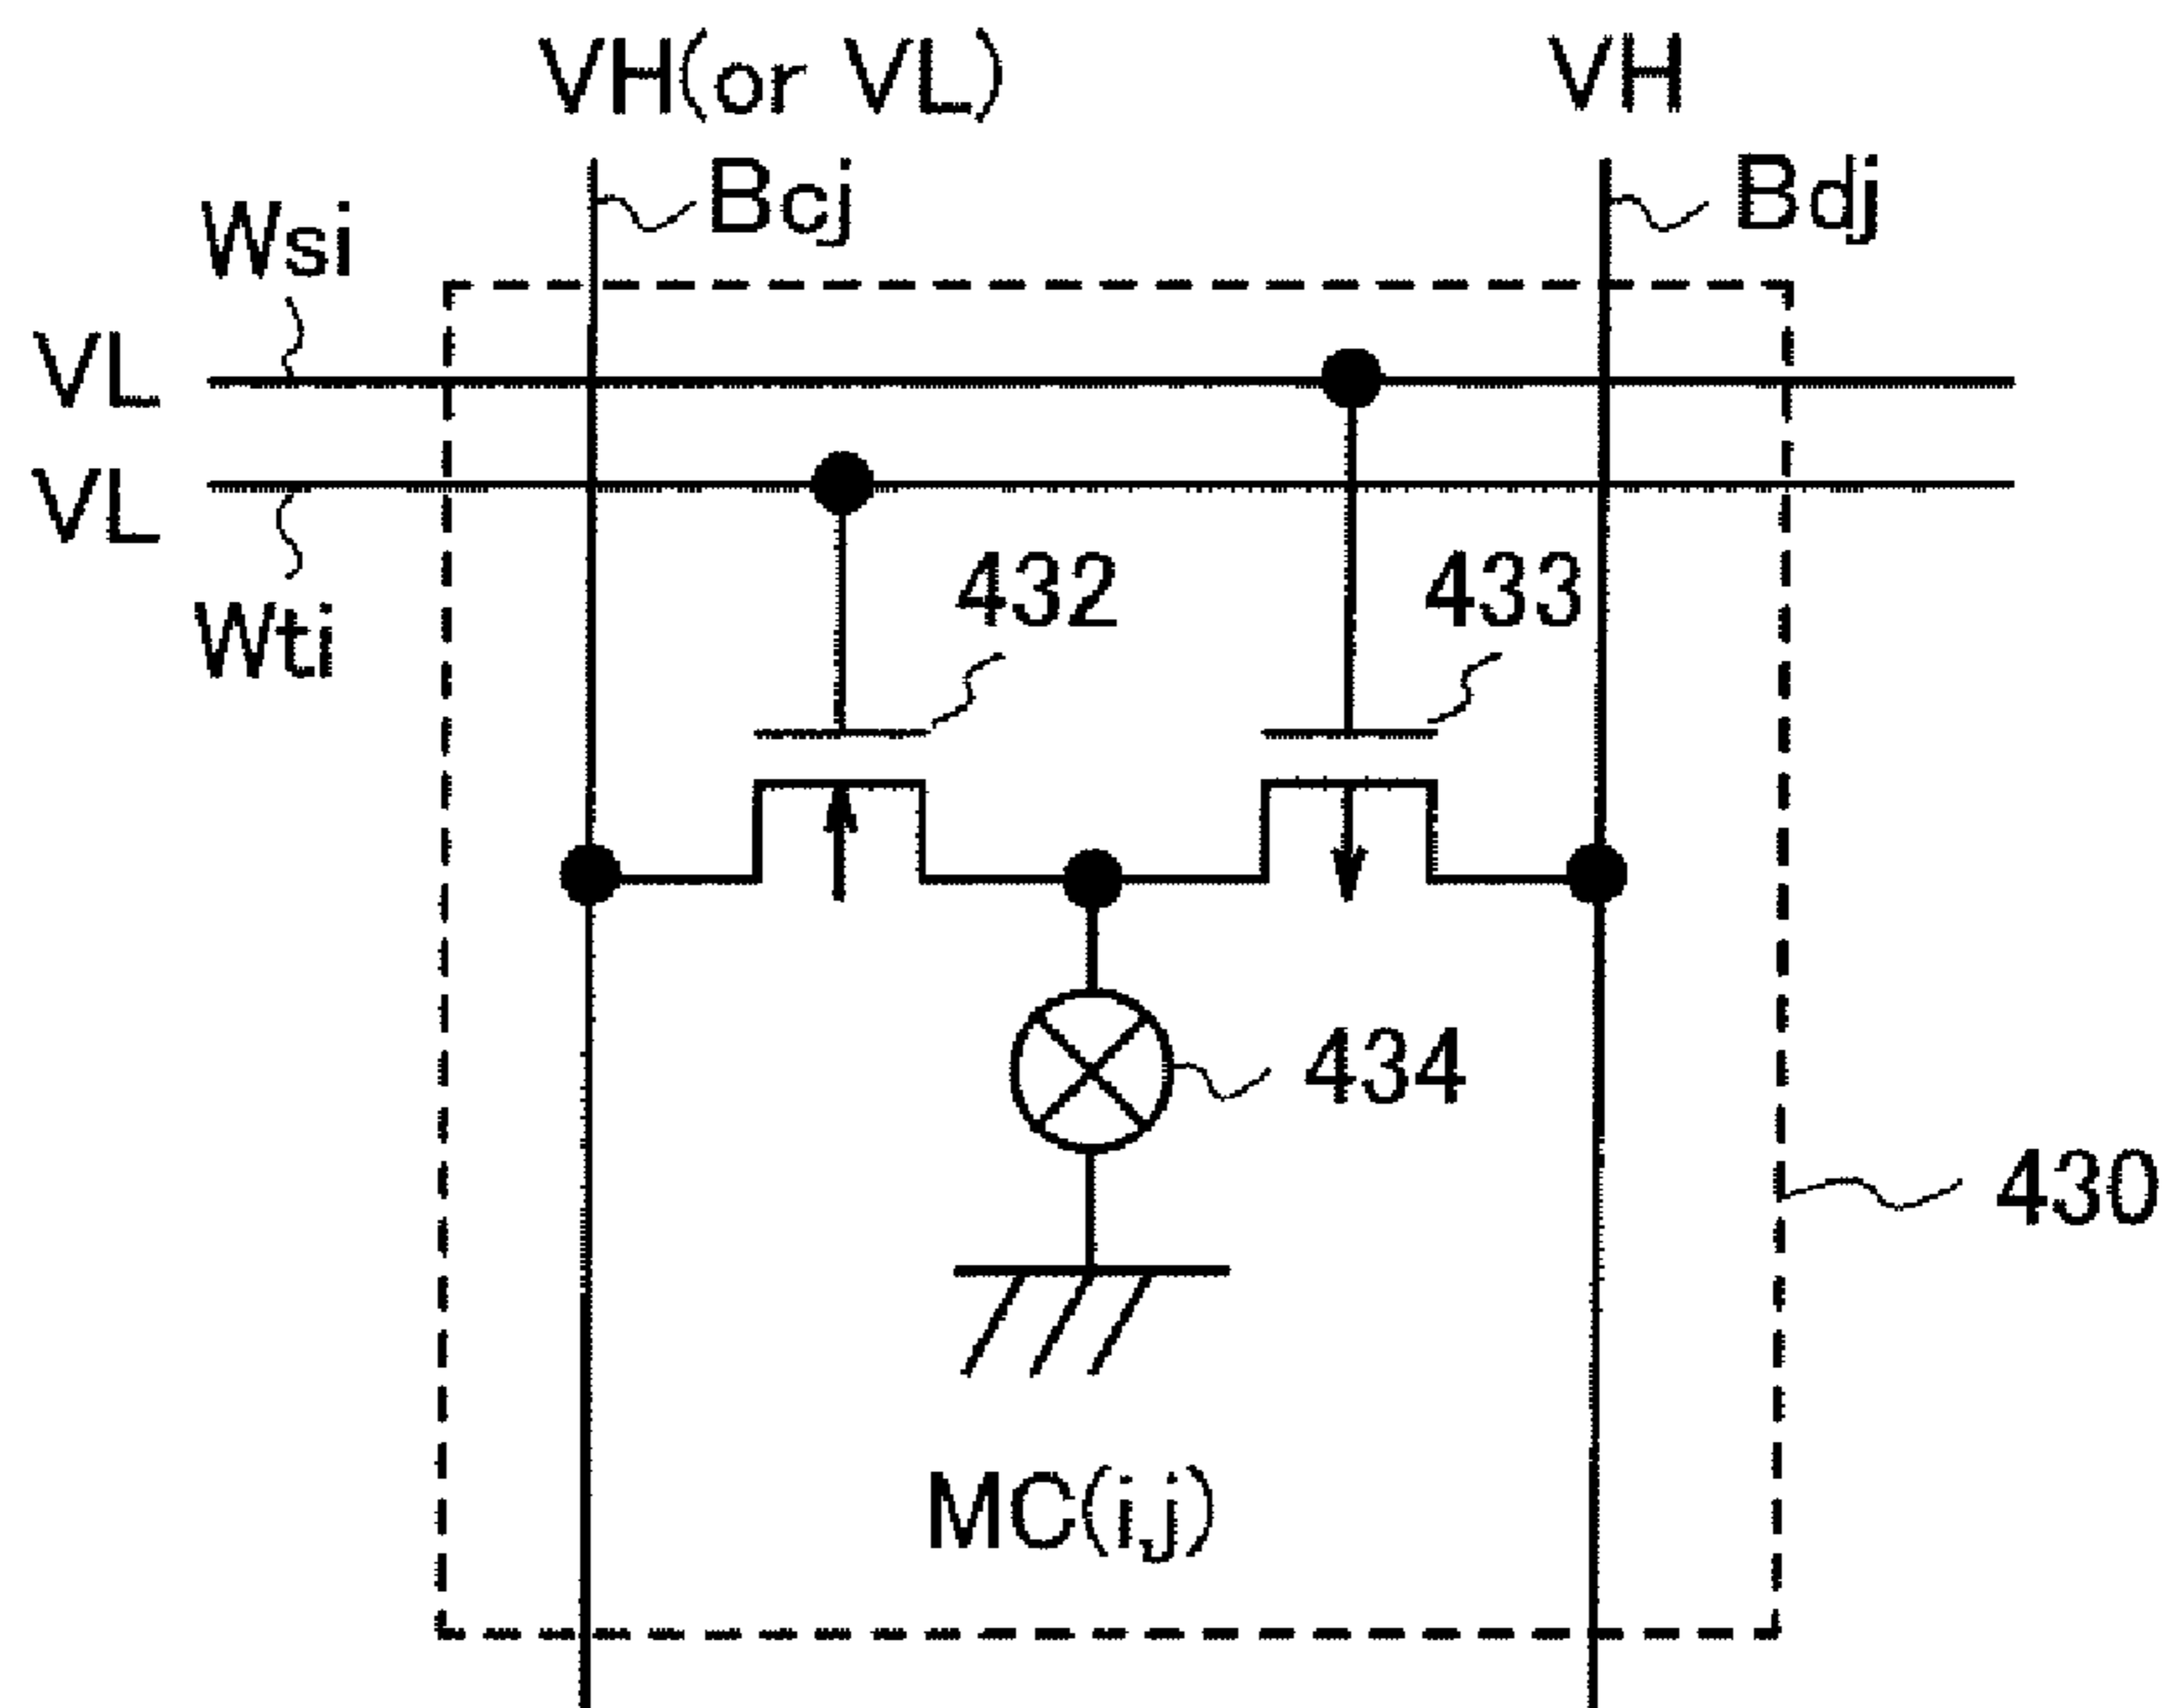 VH(or VL) VH
Bcj Bdj
Wsi
VL
VL
Wti
432 433
434
430
MC(i,j)